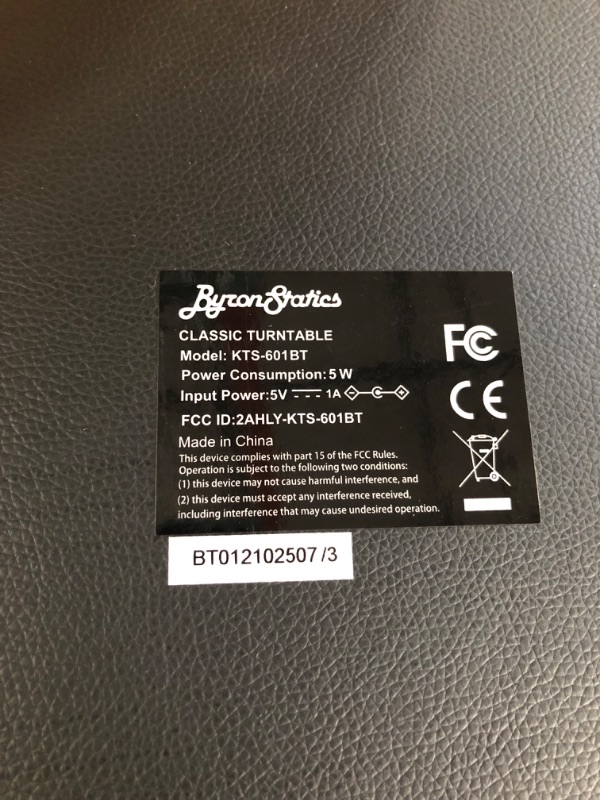 ByronStatics
CLASSIC TURNTABLE
Model: KTS-601BT
Power Consumption: 5 W
Input Power: 5V ⎓ 1A
FCC ID:2AHLY-KTS-601BT
Made in China
This device complies with part 15 of the FCC Rules.
Operation is subject to the following two conditions:
(1) this device may not cause harmful interference, and
(2) this device must accept any interference received,
including interference that may cause undesired operation.
FC
CE
BT012102507/3